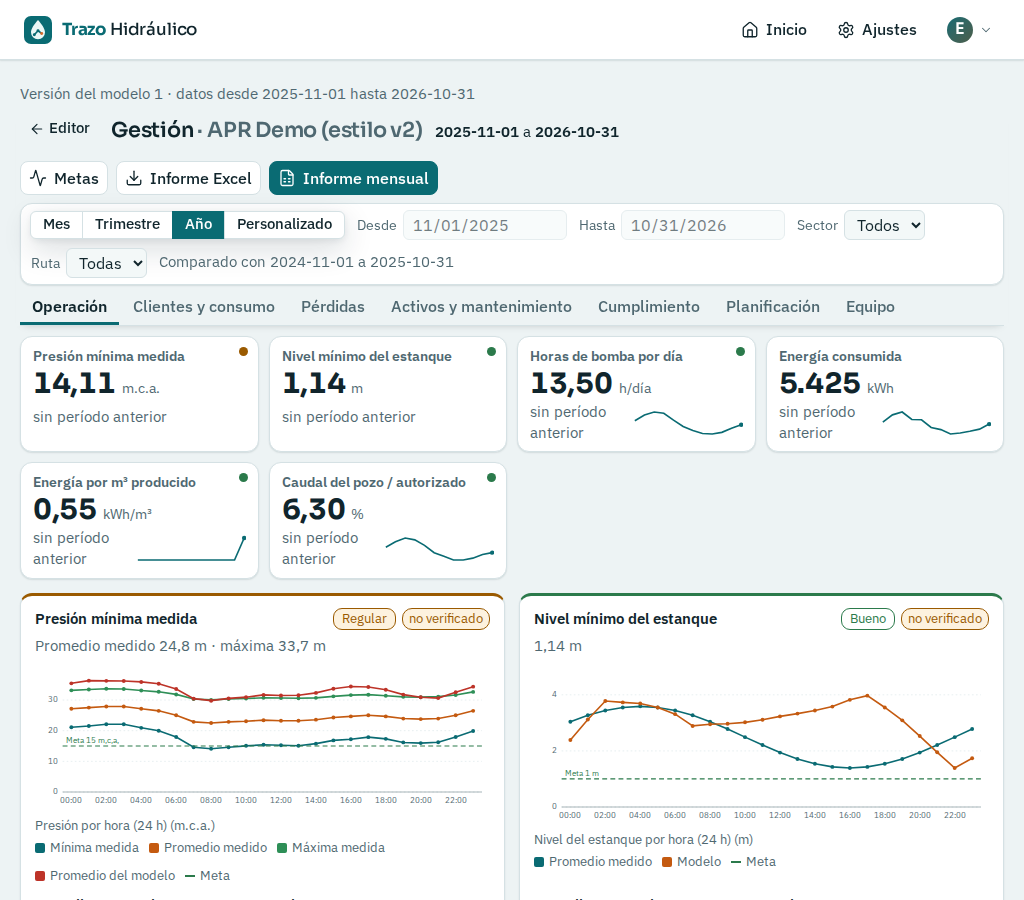 Trazo Hidráulico
Inicio
Ajustes
E
Versión del modelo 1 · datos desde 2025-11-01 hasta 2026-10-31
← Editor
Gestión · APR Demo (estilo v2)
2025-11-01 a 2026-10-31
Metas
Informe Excel
Informe mensual
Mes
Trimestre
Año
Personalizado
Desde
11/01/2025
Hasta
10/31/2026
Sector
Todos
Ruta
Todas
Comparado con 2024-11-01 a 2025-10-31
Operación
Clientes y consumo
Pérdidas
Activos y mantenimiento
Cumplimiento
Planificación
Equipo
Presión mínima medida
14,11 m.c.a.
sin período anterior
Nivel mínimo del estanque
1,14 m
sin período anterior
Horas de bomba por día
13,50 h/día
sin período
anterior
Energía consumida
5.425 kWh
sin período
anterior
Energía por m³ producido
0,55 kWh/m³
sin período
anterior
Caudal del pozo / autorizado
6,30 %
sin período
anterior
Presión mínima medida
Regular
no verificado
Promedio medido 24,8 m · máxima 33,7 m
30
20
Meta 15 m.c.a.
10
0
00:00 02:00 04:00 06:00 08:00 10:00 12:00 14:00 16:00 18:00 20:00 22:00
Presión por hora (24 h) (m.c.a.)
Mínima medida
Promedio medido
Máxima medida
Promedio del modelo
Meta
Nivel mínimo del estanque
Bueno
no verificado
1,14 m
4
2
Meta 1 m
0
00:00 02:00 04:00 06:00 08:00 10:00 12:00 14:00 16:00 18:00 20:00 22:00
Nivel del estanque por hora (24 h) (m)
Promedio medido
Modelo
Meta